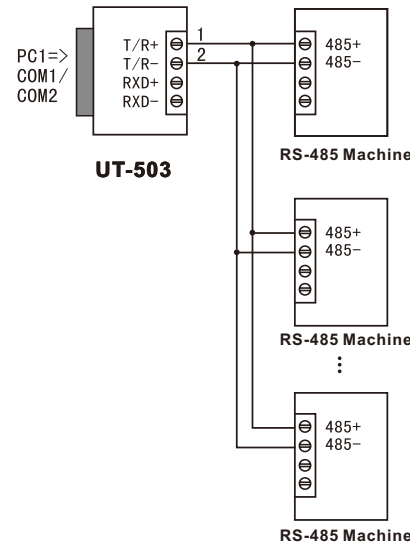 PC1=>
COM1/
COM2
T/R+
T/R-
RXD+
RXD-
1
2
UT-503
485+
485-
RS-485 Machine
485+
485-
RS-485 Machine
485+
485-
RS-485 Machine